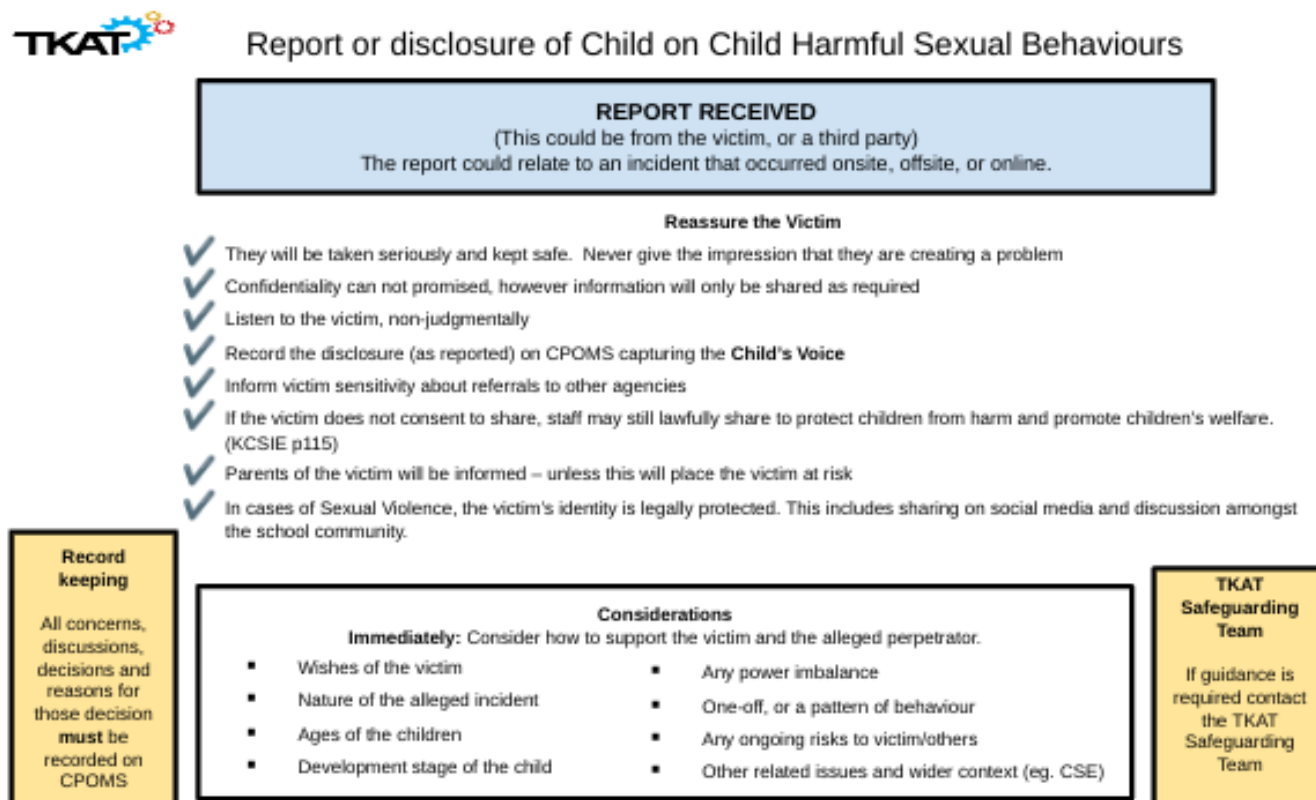 TKAT
Report or disclosure of Child on Child Harmful Sexual Behaviours
REPORT RECEIVED
(This could be from the victim, or a third party)
The report could relate to an incident that occurred onsite, offsite, or online.
Reassure the Victim
They will be taken seriously and kept safe. Never give the impression that they are creating a problem
Confidentiality can not promised, however information will only be shared as required
Listen to the victim, non-judgmentally
Record the disclosure (as reported) on CPOMS capturing the Child's Voice
Inform victim sensitivity about referrals to other agencies
If the victim does not consent to share, staff may still lawfully share to protect children from harm and promote children's welfare.
(KCSIE p115)
Parents of the victim will be informed – unless this will place the victim at risk
In cases of Sexual Violence, the victim's identity is legally protected. This includes sharing on social media and discussion amongst
the school community.
Record
keeping
All concerns,
discussions,
decisions and
reasons for
those decision
must be
recorded on
CPOMS
Considerations
Immediately: Consider how to support the victim and the alleged perpetrator.
Wishes of the victim
Nature of the alleged incident
Ages of the children
Development stage of the child
Any power imbalance
One-off, or a pattern of behaviour
Any ongoing risks to victim/others
Other related issues and wider context (eg. CSE)
TKAT
Safeguarding
Team
If guidance is
required contact
the TKAT
Safeguarding
Team